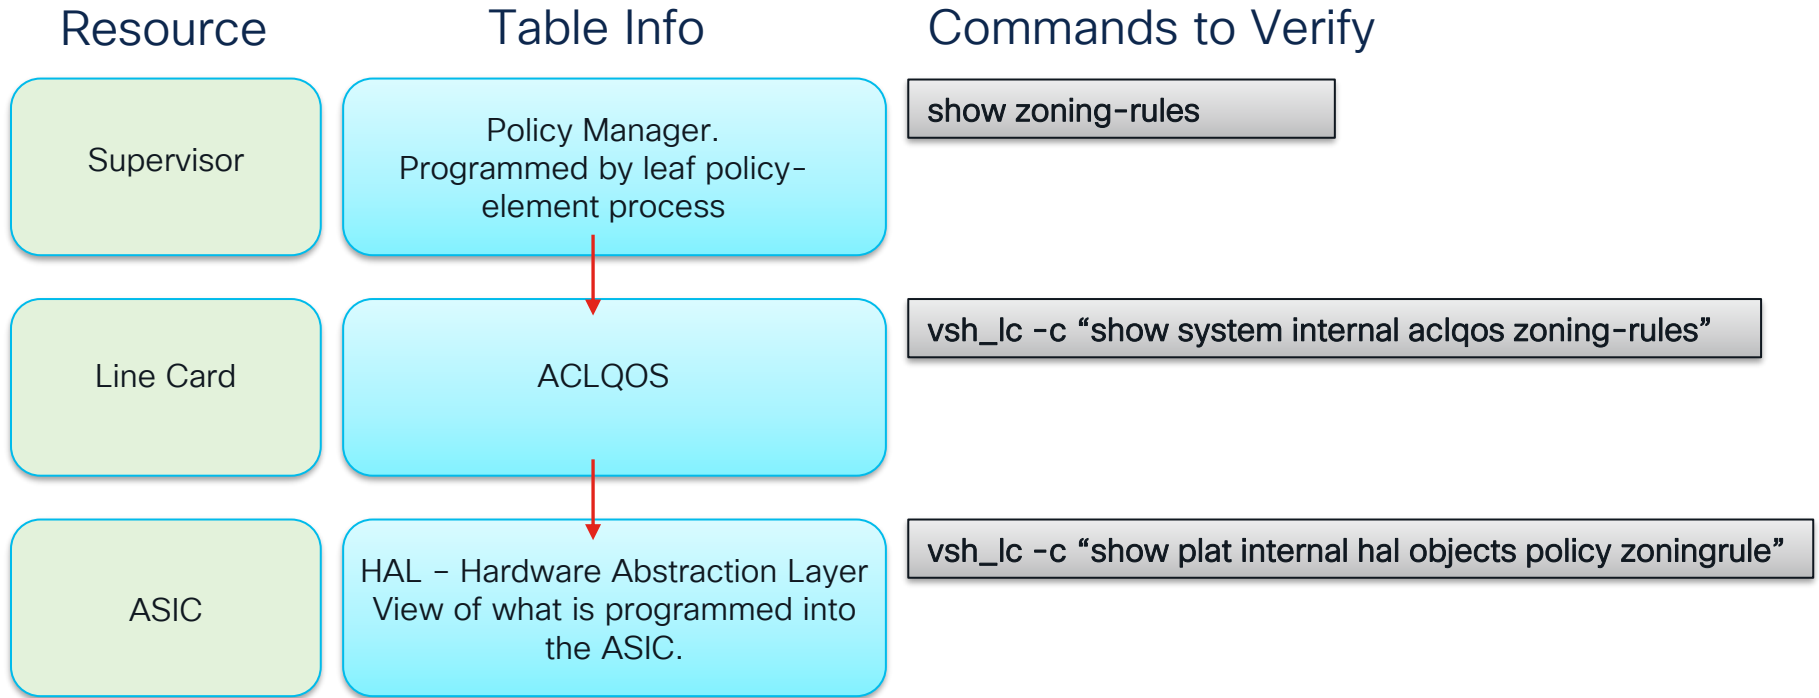 Resource
Table Info
Commands to Verify
Supervisor
Policy Manager.
Programmed by leaf policy-
element process
show zoning-rules
Line Card
ACLQOS
vsh_lc -c “show system internal aclqos zoning-rules”
ASIC
HAL – Hardware Abstraction Layer
View of what is programmed into
the ASIC.
vsh_lc -c “show plat internal hal objects policy zoningrule”